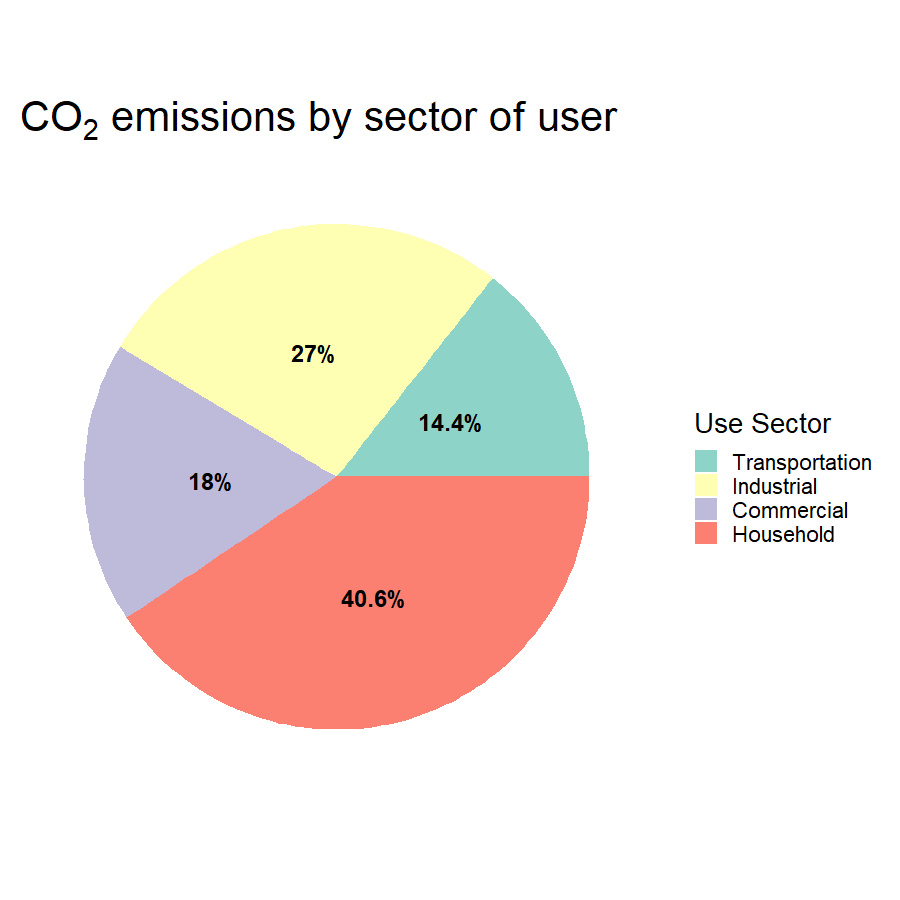 CO₂ emissions by sector of user
27%
14.4%
18%
40.6%
Use Sector
Transportation
Industrial
Commercial
Household